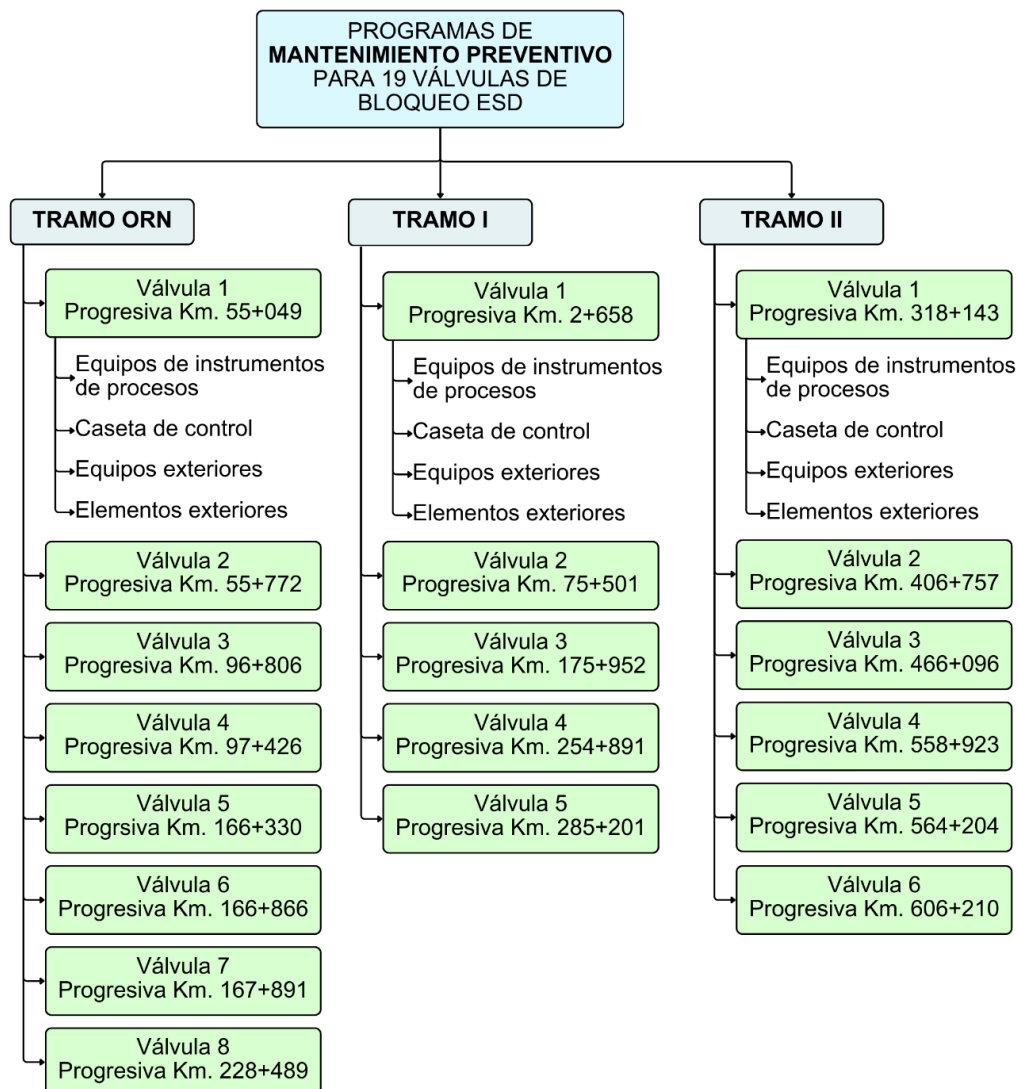 PROGRAMAS DE
MANTENIMIENTO PREVENTIVO
PARA 19 VÁLVULAS DE
BLOQUEO ESD
TRAMO ORN
Válvula 1
Progresiva Km. 55+049
Equipos de instrumentos
de procesos
Caseta de control
Equipos exteriores
Elementos exteriores
Válvula 2
Progresiva Km. 55+772
Válvula 3
Progresiva Km. 96+806
Válvula 4
Progresiva Km. 97+426
Válvula 5
Progrsiva Km. 166+330
Válvula 6
Progresiva Km. 166+866
Válvula 7
Progresiva Km. 167+891
Válvula 8
Progresiva Km. 228+489
TRAMO I
Válvula 1
Progresiva Km. 2+658
Equipos de instrumentos
de procesos
Caseta de control
Equipos exteriores
Elementos exteriores
Válvula 2
Progresiva Km. 75+501
Válvula 3
Progresiva Km. 175+952
Válvula 4
Progresiva Km. 254+891
Válvula 5
Progresiva Km. 285+201
TRAMO II
Válvula 1
Progresiva Km. 318+143
Equipos de instrumentos
de procesos
Caseta de control
Equipos exteriores
Elementos exteriores
Válvula 2
Progresiva Km. 406+757
Válvula 3
Progresiva Km. 466+096
Válvula 4
Progresiva Km. 558+923
Válvula 5
Progresiva Km. 564+204
Válvula 6
Progresiva Km. 606+210